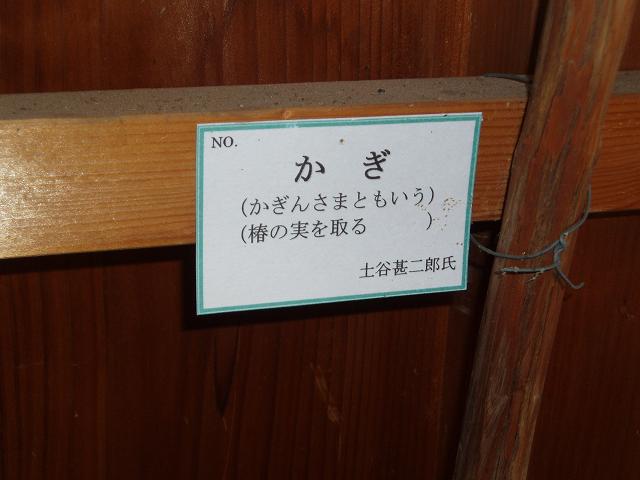 NO.
かぎ
(かぎんさまともいう)
(椿の実を取る)
土谷甚二郎氏